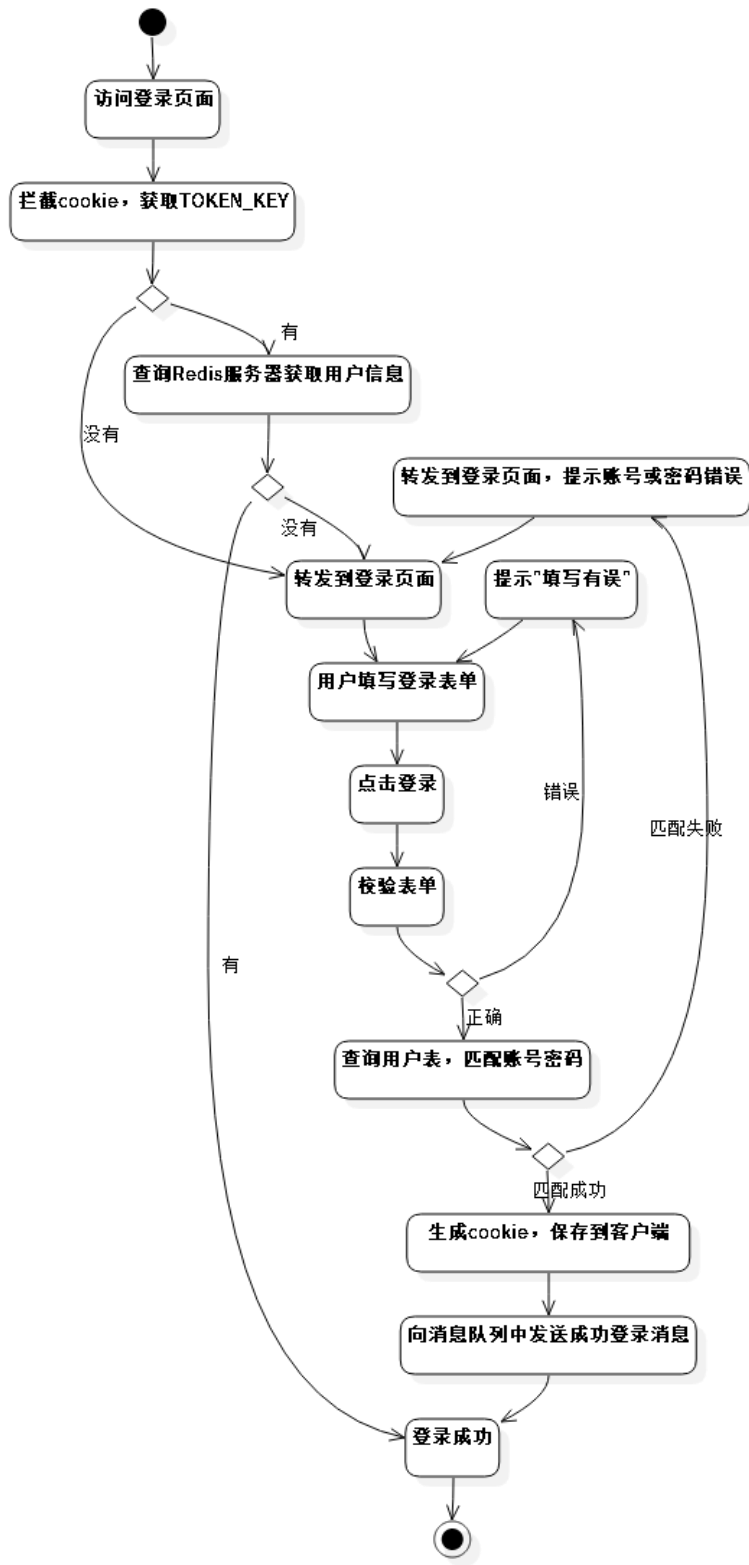 访问登录页面
拦截cookie，获取TOKEN_KEY
有
查询Redis服务器获取用户信息
没有
转发到登录页面，提示账号或密码错误
没有
转发到登录页面
提示"填写有误"
用户填写登录表单
点击登录
错误
匹配失败
校验表单
有
正确
查询用户表，匹配账号密码
匹配成功
生成cookie，保存到客户端
向消息队列中发送成功登录消息
登录成功